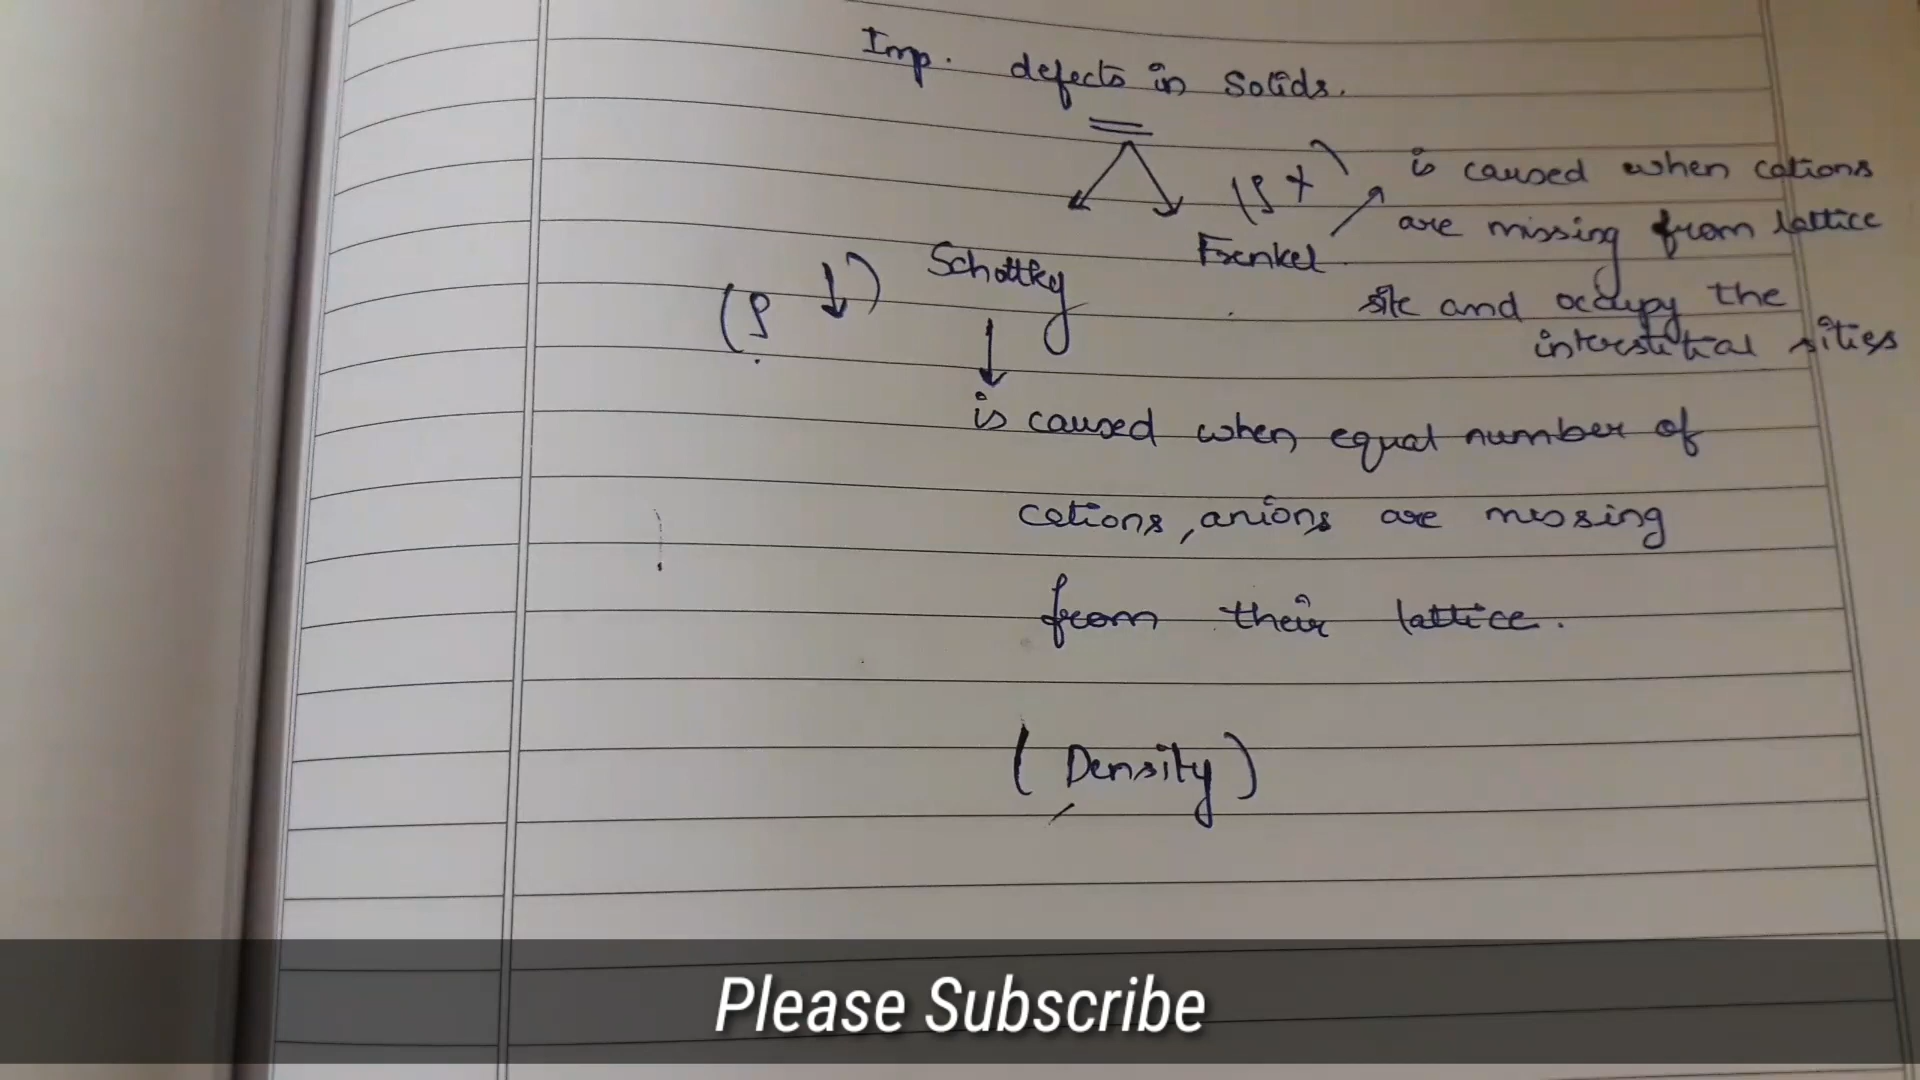 Imp. defects in Solids.
(ρ ↓) Schottky
Frenkel
is caused when cations
are missing from lattice
site and occupy the
interstitial sities
is caused when equal number of
cations, anions are missing
from their lattice.
(Density)
Please Subscribe